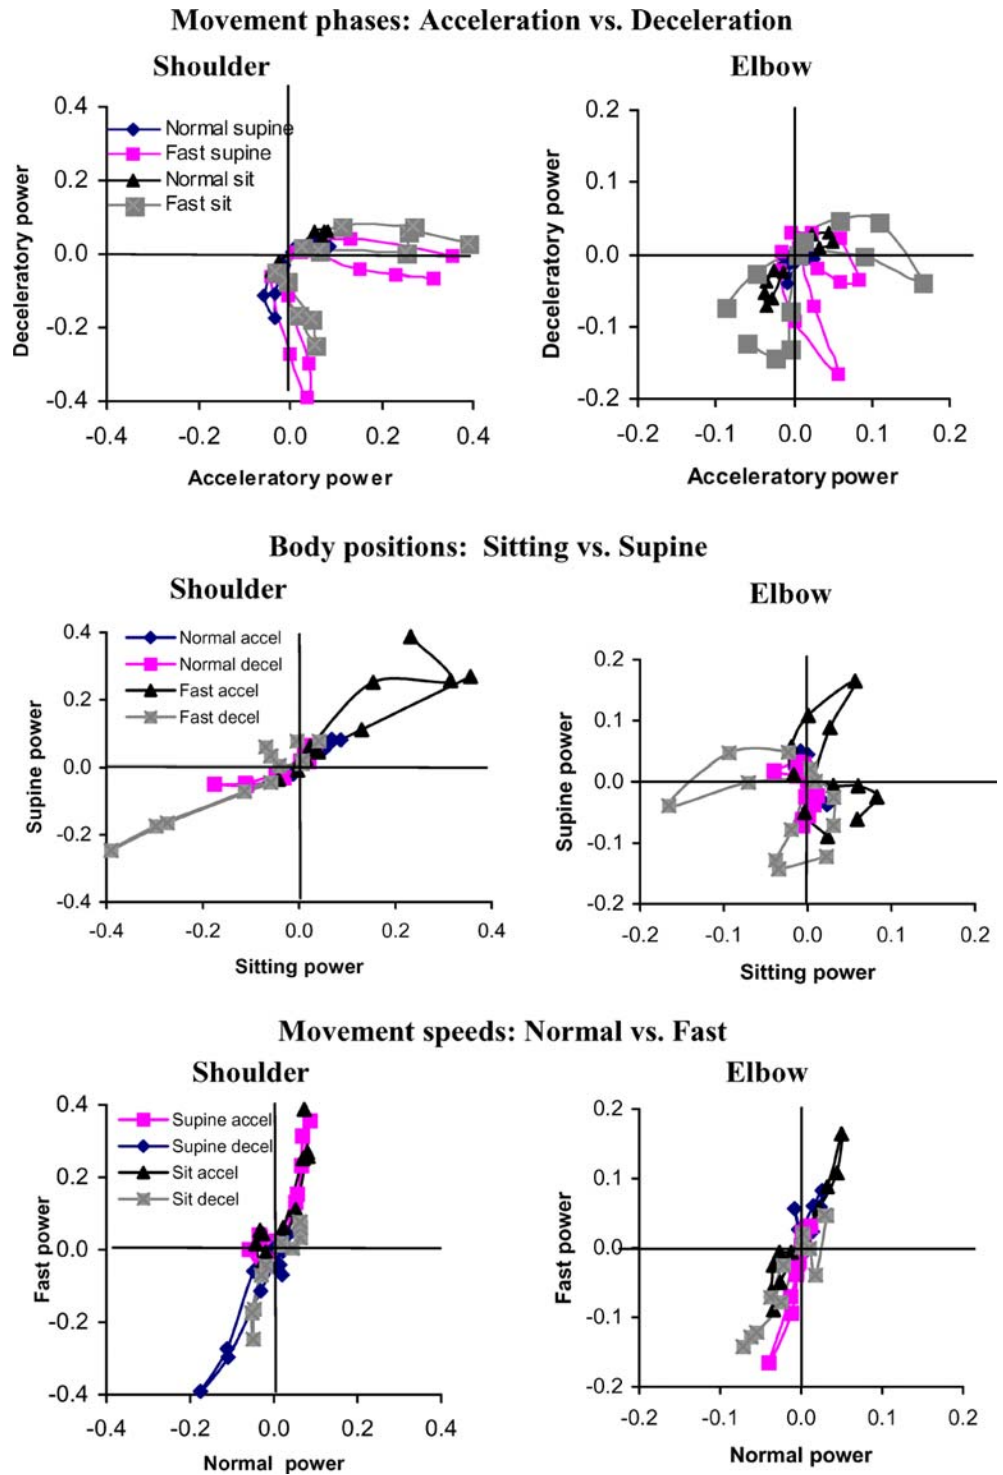 Movement phases: Acceleration vs. Deceleration
Shoulder
Elbow
0.4
0.2
0.0
-0.2
-0.4
Deceleratory power
Normal supine
Fast supine
Normal sit
Fast sit
-0.4 -0.2 0.0 0.2 0.4
Acceleratory power
0.2
0.1
0.0
-0.1
-0.2
Deceleratory power
-0.2 -0.1 0.0 0.1 0.2
Acceleratory power
Body positions: Sitting vs. Supine
Shoulder
Elbow
0.4
0.2
0.0
-0.2
-0.4
Supine power
Normal accel
Normal decel
Fast accel
Fast decel
-0.4 -0.2 0.0 0.2 0.4
Sitting power
0.2
0.1
0.0
-0.1
-0.2
Supine power
-0.2 -0.1 0.0 0.1 0.2
Sitting power
Movement speeds: Normal vs. Fast
Shoulder
Elbow
0.4
0.2
0.0
-0.2
-0.4
Fast power
Supine accel
Supine decel
Sit accel
Sit decel
-0.4 -0.2 0.0 0.2 0.4
Normal power
0.2
0.1
0.0
-0.1
-0.2
Fast power
-0.2 -0.1 0.0 0.1 0.2
Normal power